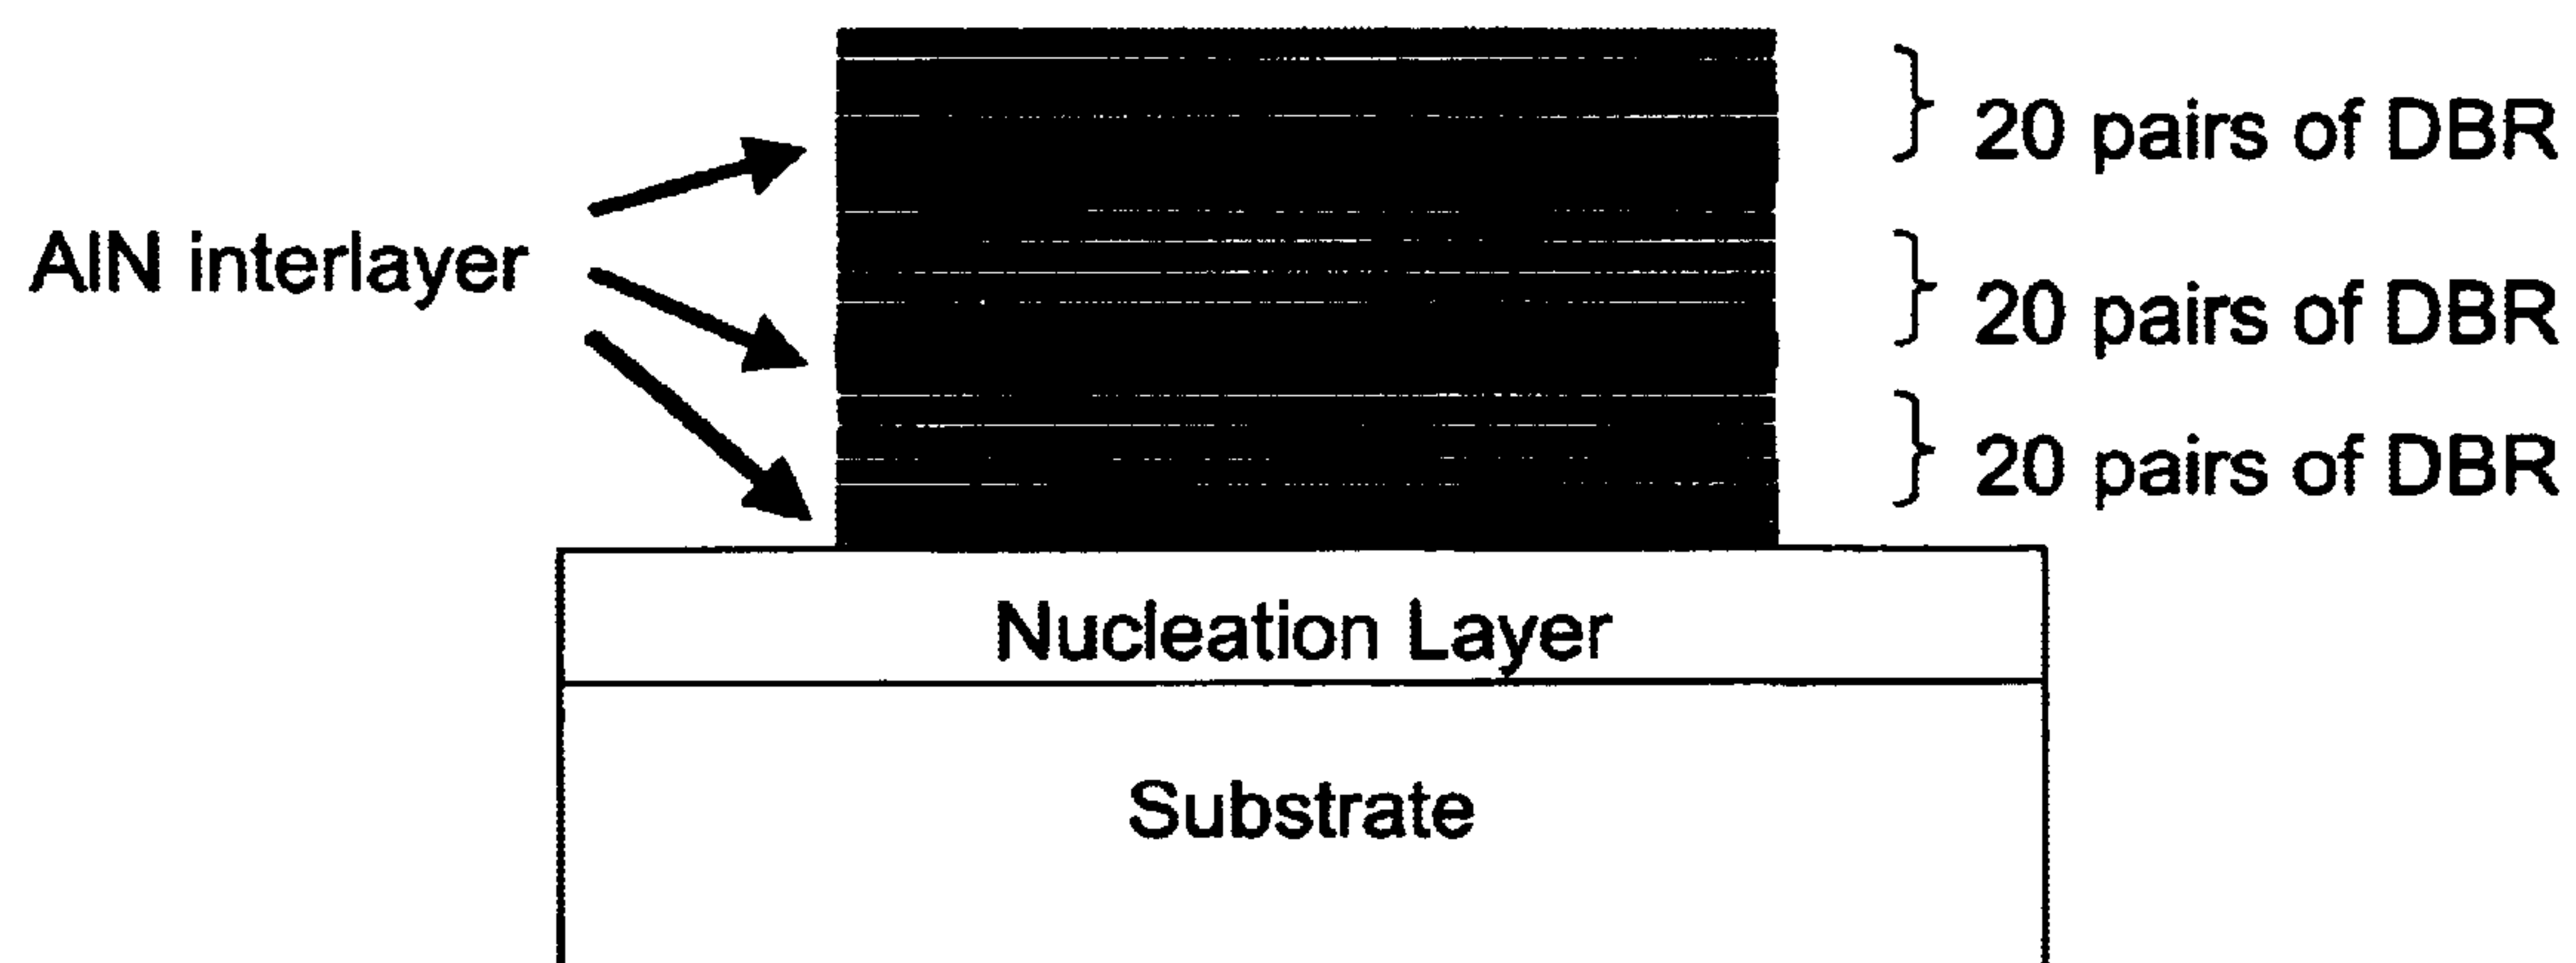 20 pairs of DBR
AlN interlayer
20 pairs of DBR
20 pairs of DBR
Nucleation Layer
Substrate